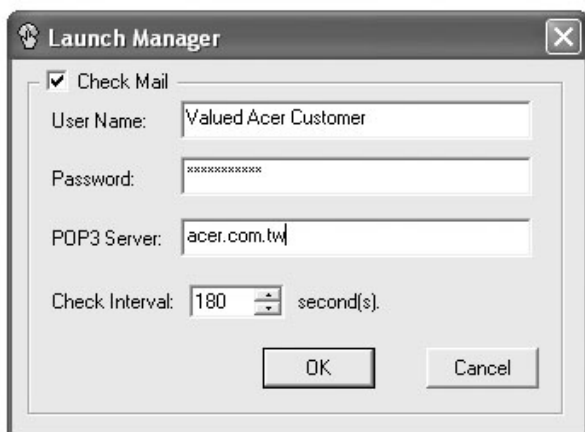 Launch Manager
Check Mail
User Name: Valued Acer Customer
Password: ***********
POP3 Server: acer.com.tw
Check Interval: 180 second(s).
OK Cancel